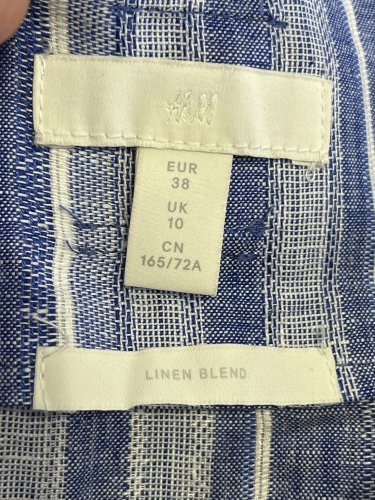 H&M
EUR
38
UK
10
CN
165/72A
LINEN BLEND